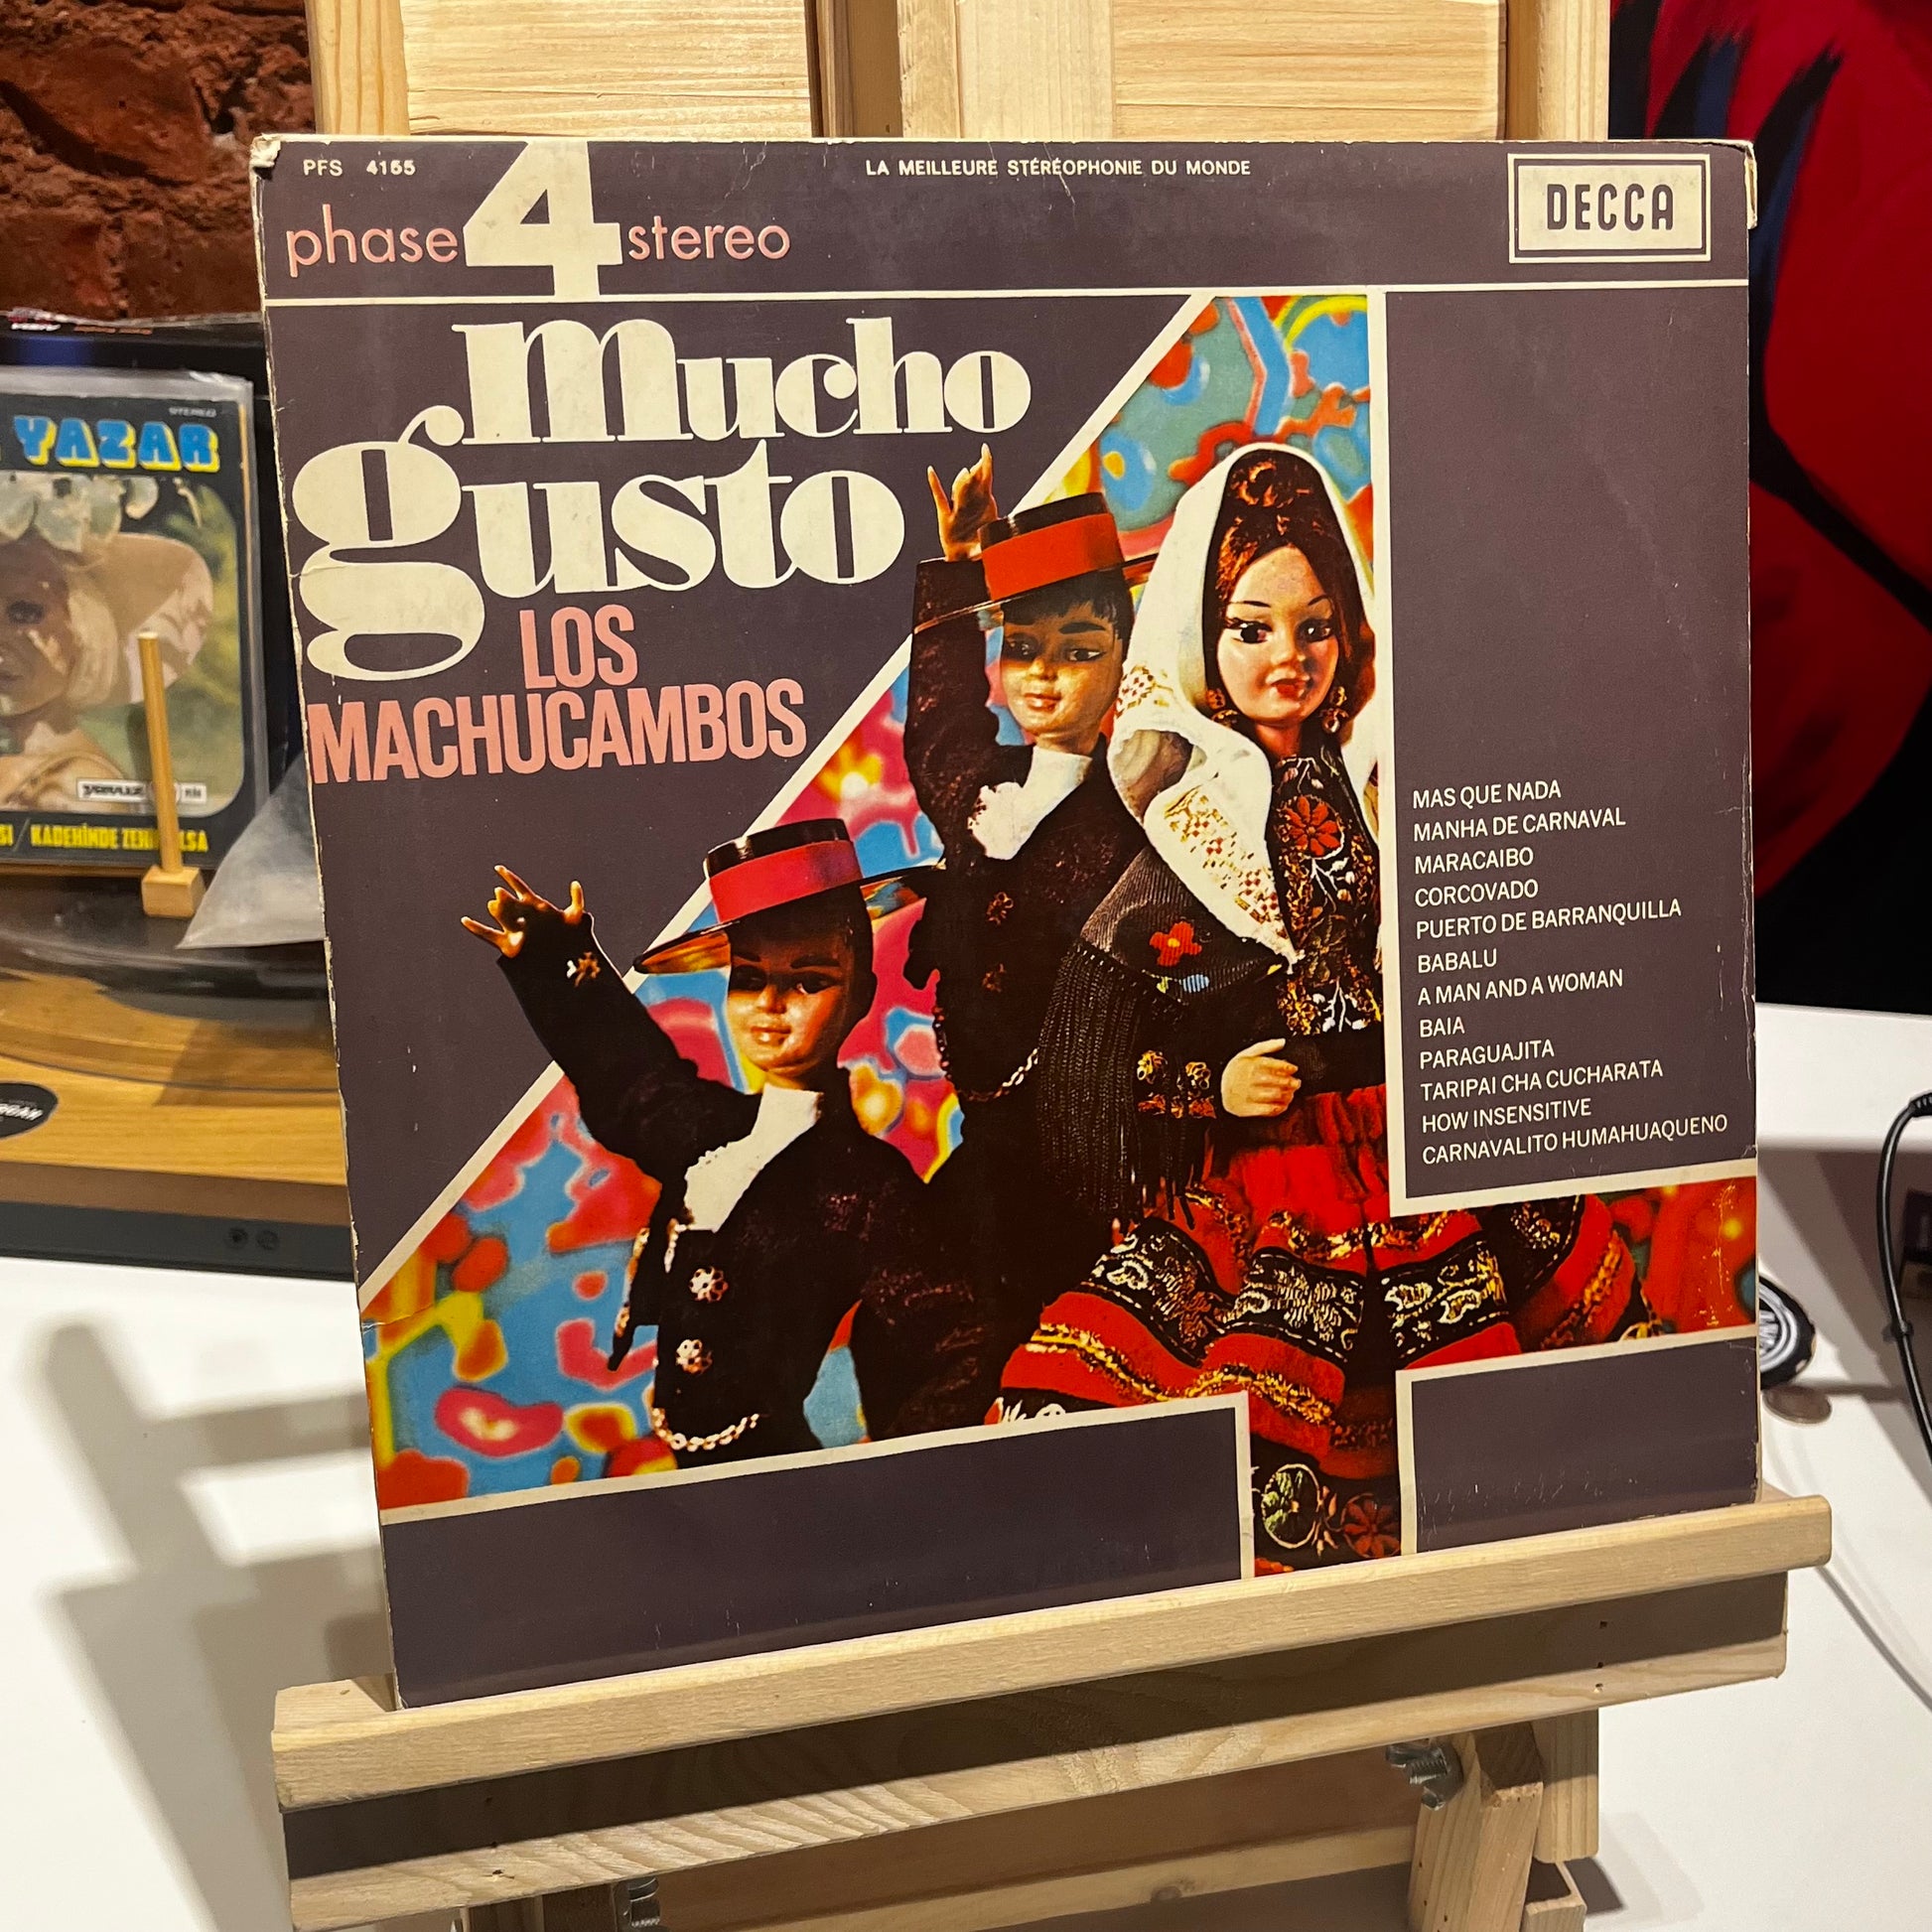 PFS 4155
LA MEILLEURE STÉRÉOPHONIE DU MONDE
DECCA
phase 4 stereo
mucho
gusto
LOS
MACHUCAMBOS
MAS QUE NADA
MANHA DE CARNAVAL
MARACAIBO
CORCOVADO
PUERTO DE BARRANQUILLA
BABALU
A MAN AND A WOMAN
BAIA
PARAGUAJITA
TARIPAI CHA CUCHARATA
HOW INSENSITIVE
CARNAVALITO HUMAHUAQUENO
STEREO
YAZAR
KADEHİNDE